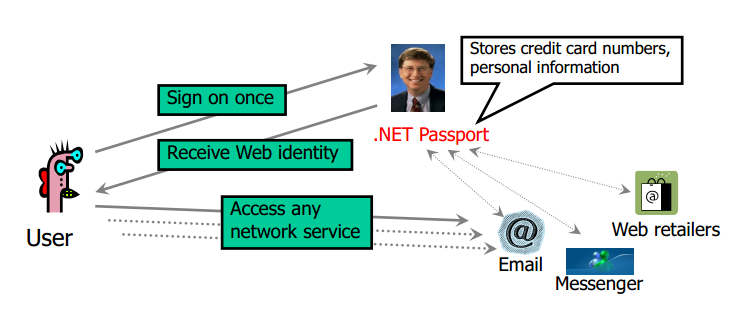 Stores credit card numbers,
personal information
Sign on once
.NET Passport
Receive Web identity
Access any
network service
User
@
@
Web retailers
Email
Messenger